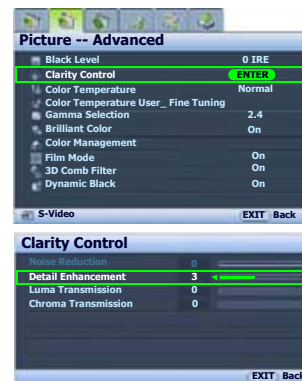 Picture -- Advanced
Black Level 0 IRE
Clarity Control ENTER
Color Temperature Normal
Color Temperature User_ Fine Tuning
Gamma Selection 2.4
Brilliant Color On
Color Management
Film Mode On
3D Comb Filter On
Dynamic Black On
S-Video EXIT Back
Clarity Control
Noise Reduction 0
Detail Enhancement 3
Luma Transmission 0
Chroma Transmission 0
EXIT Back